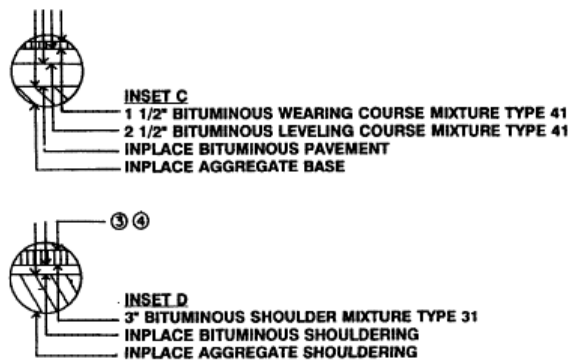 INSET C
1 1/2" BITUMINOUS WEARING COURSE MIXTURE TYPE 41
2 1/2" BITUMINOUS LEVELING COURSE MIXTURE TYPE 41
INPLACE BITUMINOUS PAVEMENT
INPLACE AGGREGATE BASE
③ ④
INSET D
3" BITUMINOUS SHOULDER MIXTURE TYPE 31
INPLACE BITUMINOUS SHOULDERING
INPLACE AGGREGATE SHOULDERING